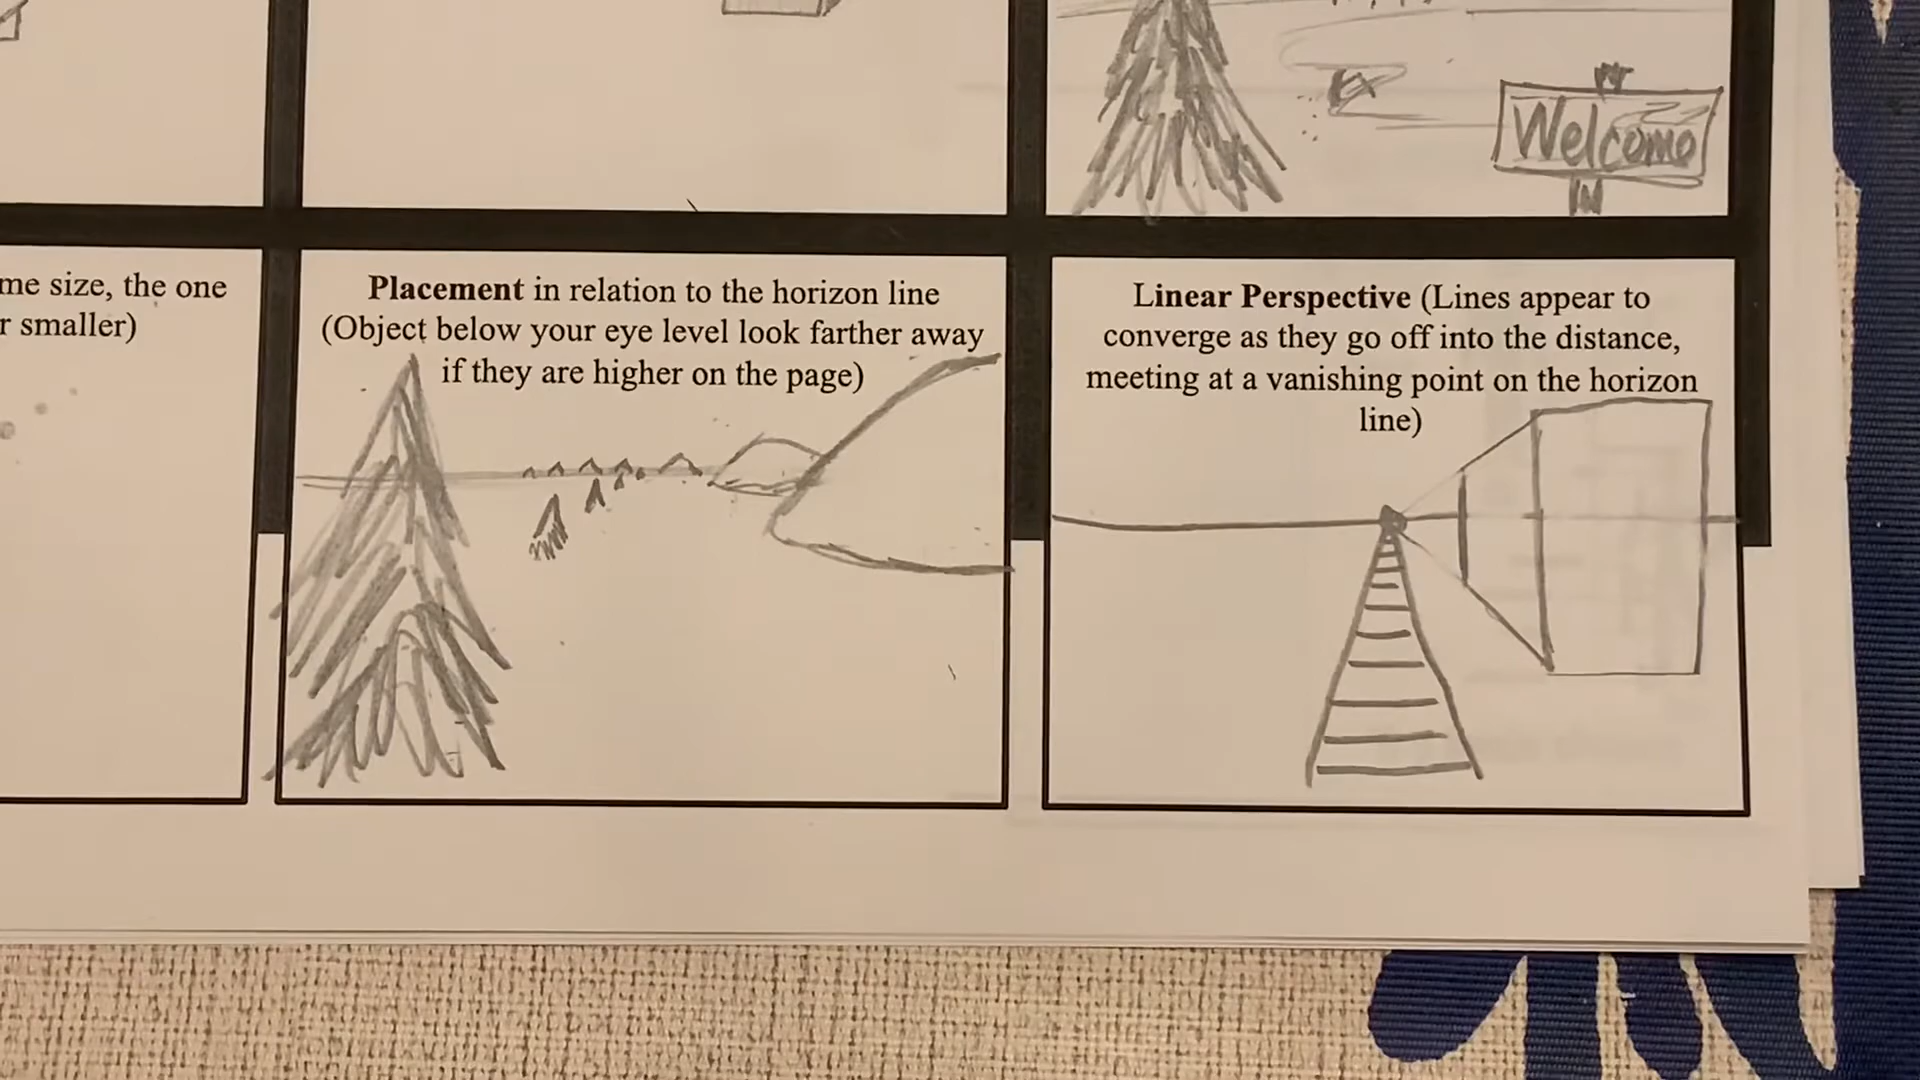 Welcome
me size, the one
r smaller)
Placement in relation to the horizon line
(Object below your eye level look farther away
if they are higher on the page)
Linear Perspective (Lines appear to
converge as they go off into the distance,
meeting at a vanishing point on the horizon
line)